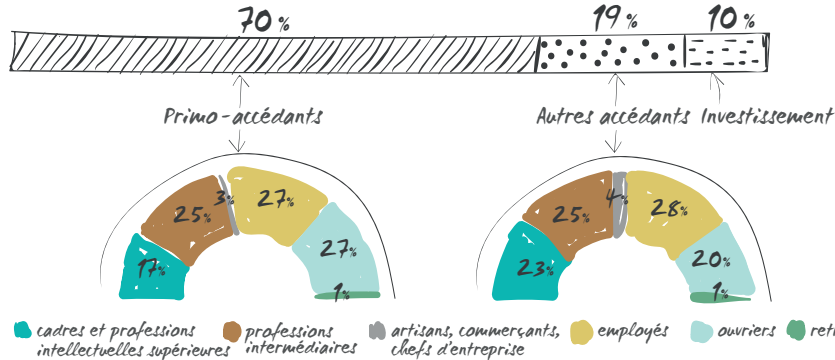 70 % 19 % 10 %
Primo-accédants Autres accédants Investissement
17% 25% 3% 27% 27% 1%
23% 25% 4% 28% 20% 1%
cadres et professions
intellectuelles supérieures
professions
intermédiaires
artisans, commerçants,
chefs d'entreprise
employés
ouvriers